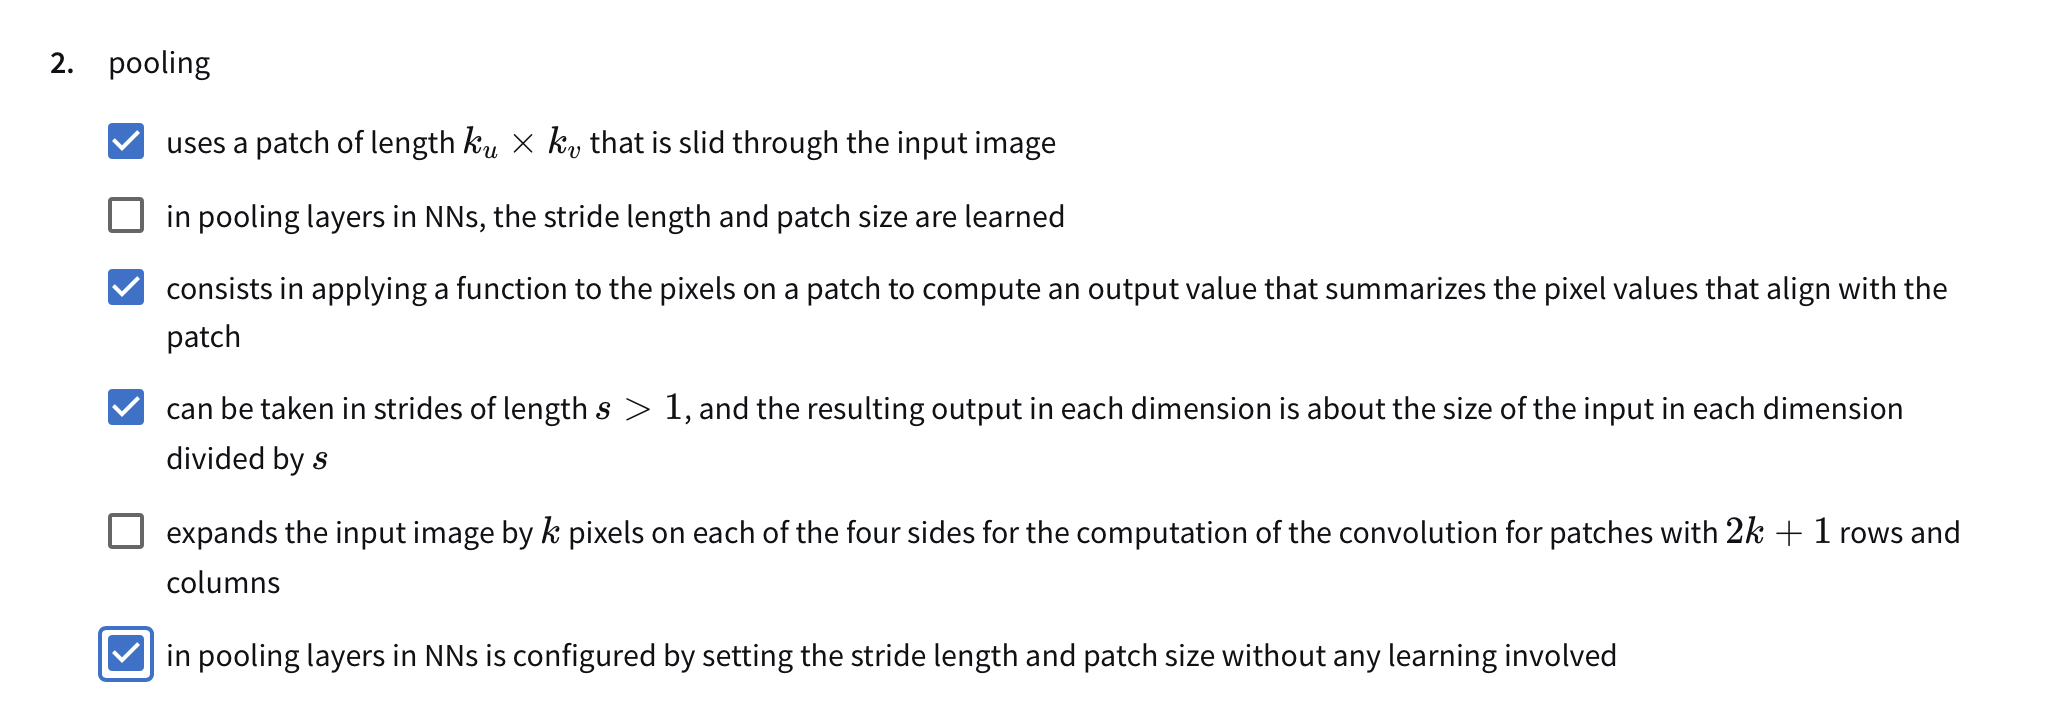 2. pooling
uses a patch of length k_u × k_v that is slid through the input image
in pooling layers in NNs, the stride length and patch size are learned
consists in applying a function to the pixels on a patch to compute an output value that summarizes the pixel values that align with the
patch
can be taken in strides of length s > 1, and the resulting output in each dimension is about the size of the input in each dimension
divided by s
expands the input image by k pixels on each of the four sides for the computation of the convolution for patches with 2k + 1 rows and
columns
in pooling layers in NNs is configured by setting the stride length and patch size without any learning involved